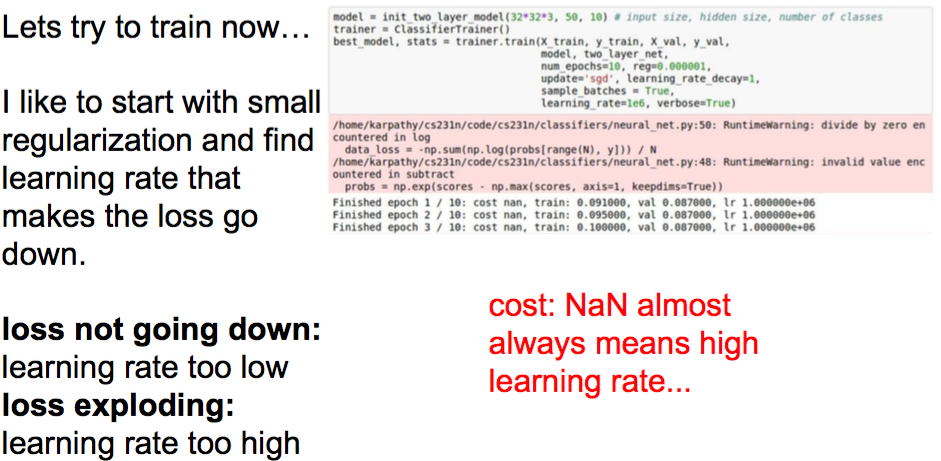 Lets try to train now…
I like to start with small
regularization and find
learning rate that
makes the loss go
down.
loss not going down:
learning rate too low
loss exploding:
learning rate too high
model = init_two_layer_model(32*32*3, 50, 10) # input size, hidden size, number of classes
trainer = ClassifierTrainer()
best_model, stats = trainer.train(X_train, y_train, X_val, y_val,
model, two_layer_net,
num_epochs=10, reg=0.000001,
update='sgd', learning_rate_decay=1,
sample_batches = True,
learning_rate=1e6, verbose=True)
/home/karpathy/cs231n/code/cs231n/classifiers/neural_net.py:50: RuntimeWarning: divide by zero en
countered in log
data_loss = -np.sum(np.log(probs[range(N), y])) / N
/home/karpathy/cs231n/code/cs231n/classifiers/neural_net.py:48: RuntimeWarning: invalid value enc
ountered in subtract
probs = np.exp(scores - np.max(scores, axis=1, keepdims=True))
Finished epoch 1 / 10: cost nan, train: 0.091000, val 0.087000, lr 1.000000e+06
Finished epoch 2 / 10: cost nan, train: 0.095000, val 0.087000, lr 1.000000e+06
Finished epoch 3 / 10: cost nan, train: 0.100000, val 0.087000, lr 1.000000e+06
cost: NaN almost
always means high
learning rate...